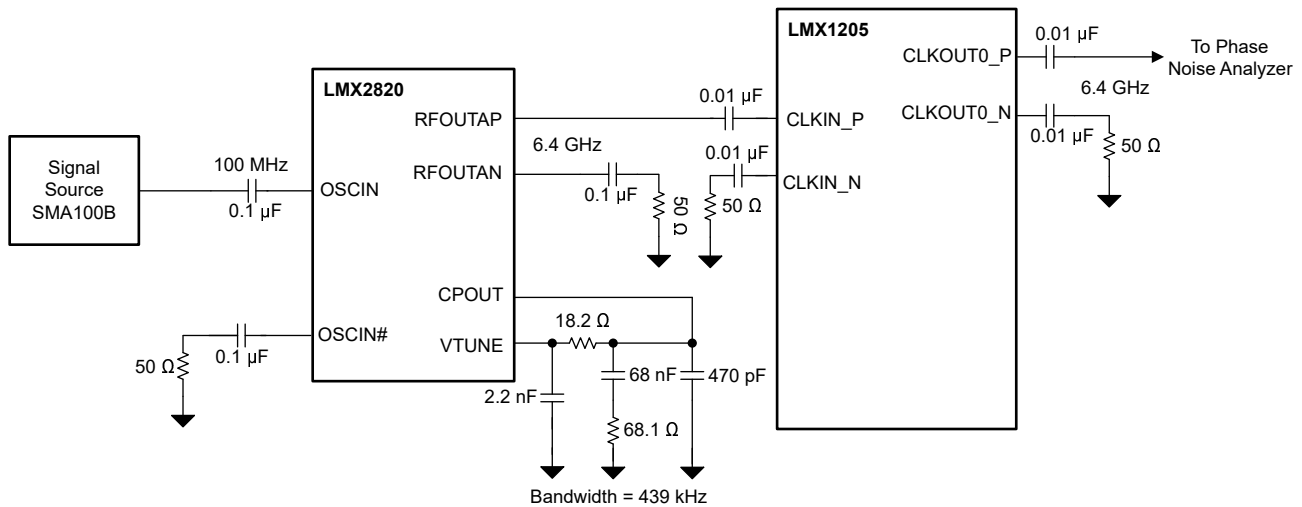 LMX1205
0.01 µF
CLKOUT0_P
To Phase
Noise Analyzer
LMX2820
6.4 GHz
0.01 µF
CLKOUT0_N
RFOUTAP
CLKIN_P
0.01 µF
6.4 GHz
0.01 µF
50 Ω
Signal
Source
SMA100B
100 MHz
RFOUTAN
CLKIN_N
OSCIN
0.1 µF
0.1 µF
50 Ω
50 Ω
CPOUT
18.2 Ω
OSCIN#
VTUNE
0.1 µF
50 Ω
68 nF
470 pF
2.2 nF
68.1 Ω
Bandwidth = 439 kHz